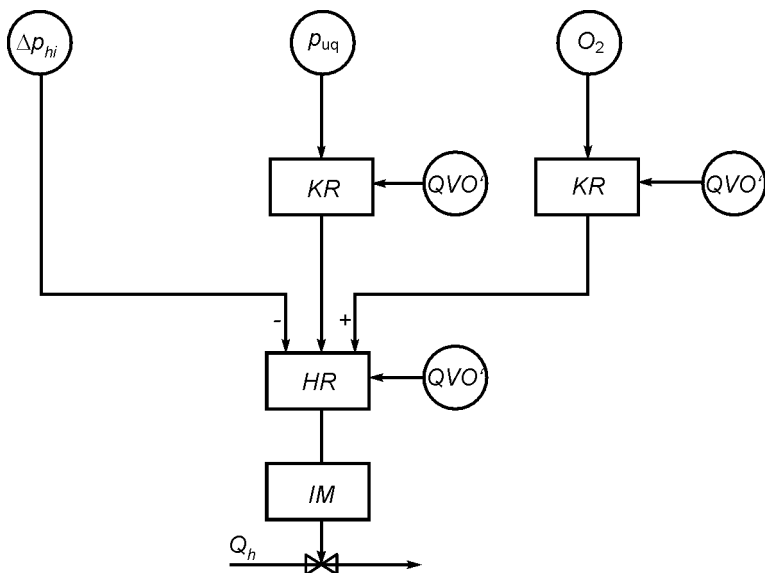 Δp_hi
p_uq
O₂
KR
QVO'
KR
QVO'
-
+
HR
QVO'
IM
Q_h